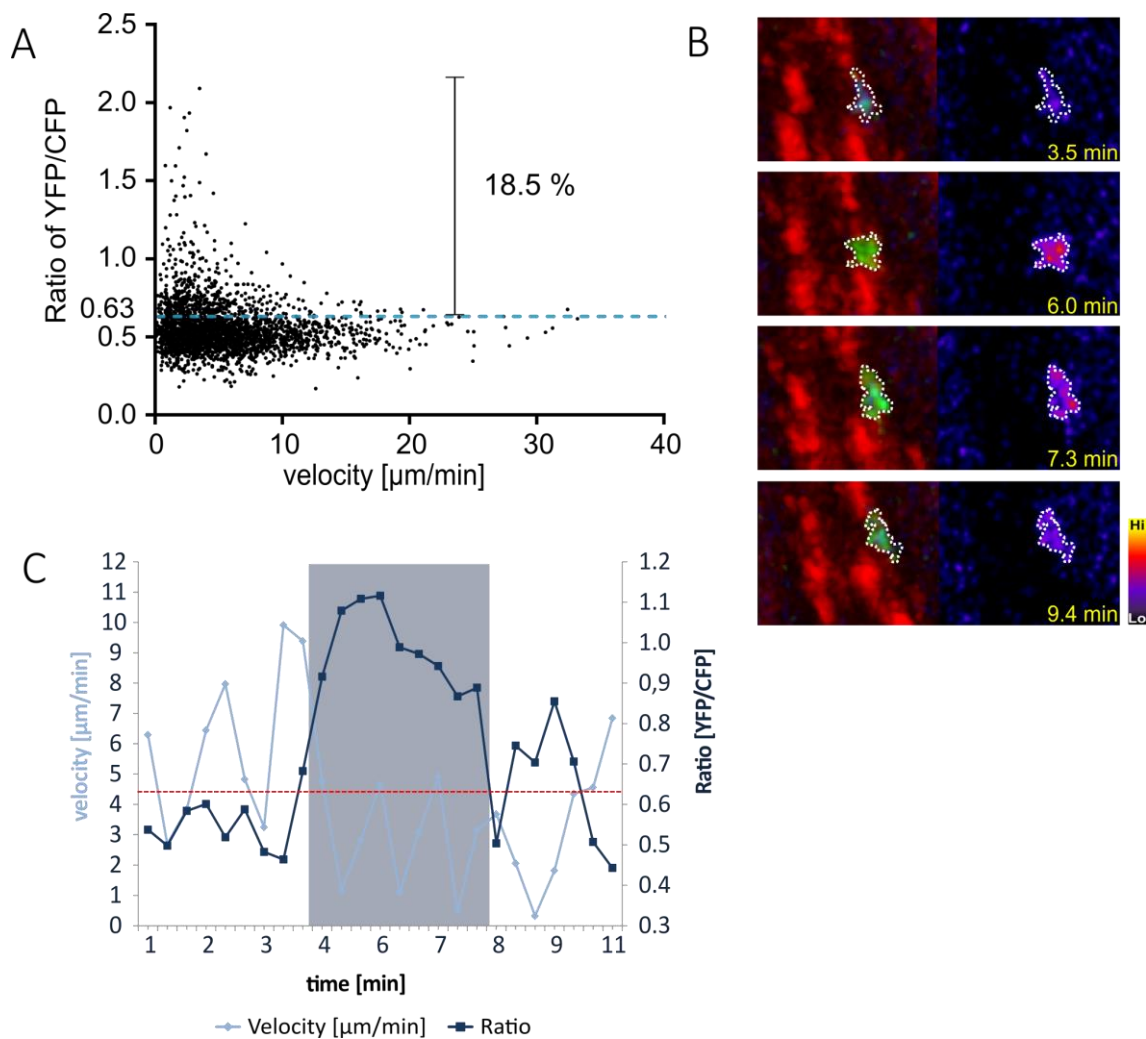 A
Ratio of YFP/CFP
2.5
2.0
1.5
1.0
0.63
0.5
0.0
18.5 %
0 10 20 30 40
velocity [µm/min]
B
3.5 min
6.0 min
7.3 min
9.4 min
Hi
Lo
C
velocity [µm/min]
12
11
10
9
8
7
6
5
4
3
2
1
0
1.2
1.1
1.0
0,9
0.8
0.7
0.6
0.5
0.4
0.3
Ratio [YFP/CFP]
1 2 3 4 6 7 8 9 11
time [min]
Velocity [µm/min] Ratio